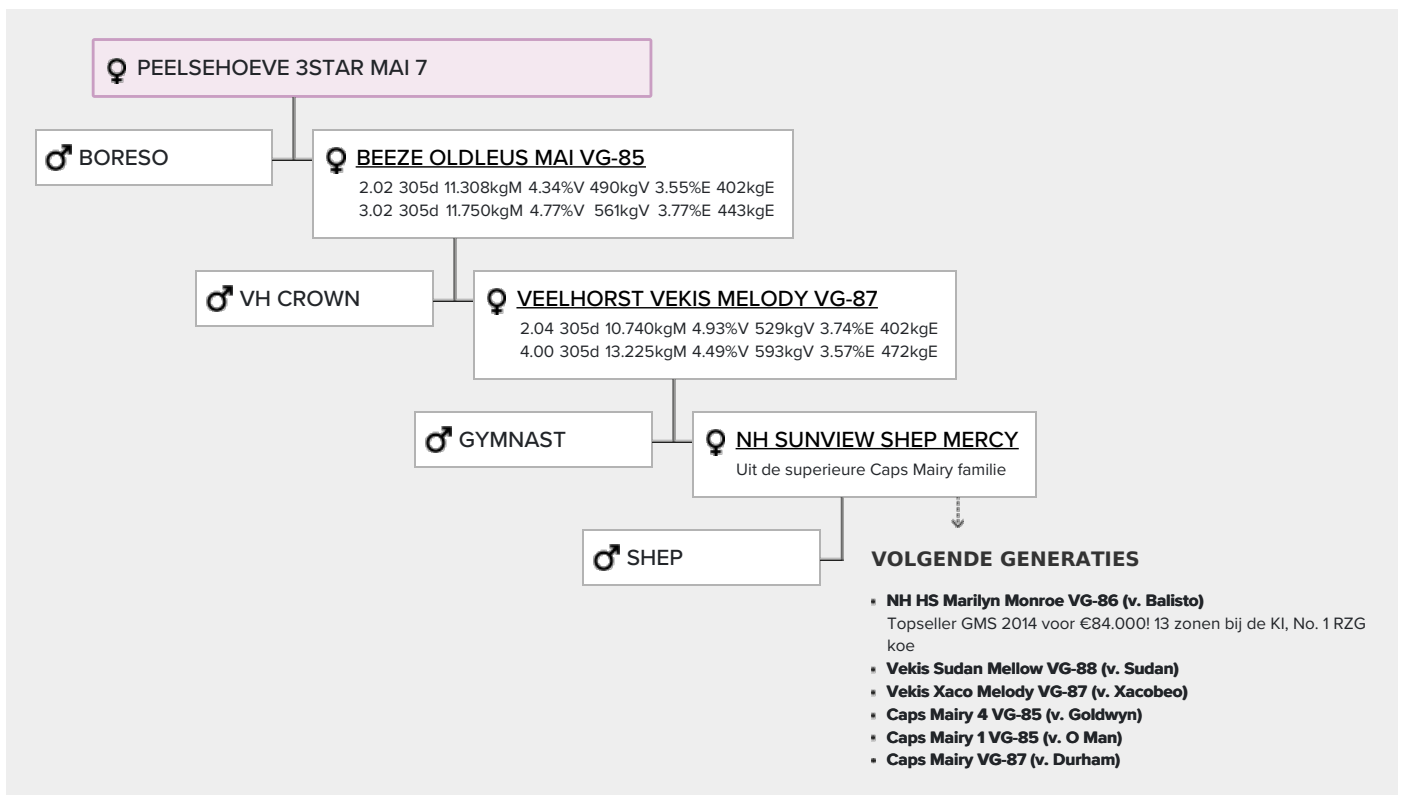 PEELSEHOEVE 3STAR MAI 7
BORESO
BEEZE OLDLEUS MAI VG-85
2.02 305d 11.308kgM 4.34%V 490kgV 3.55%E 402kgE
3.02 305d 11.750kgM 4.77%V 561kgV 3.77%E 443kgE
VH CROWN
VEELHORST VEKIS MELODY VG-87
2.04 305d 10.740kgM 4.93%V 529kgV 3.74%E 402kgE
4.00 305d 13.225kgM 4.49%V 593kgV 3.57%E 472kgE
GYMNAST
NH SUNVIEW SHEP MERCY
Uit de superieure Caps Mairy familie
SHEP
VOLGENDE GENERATIES
NH HS Marilyn Monroe VG-86 (v. Balisto)
Topseller GMS 2014 voor €84.000! 13 zonen bij de KI, No. 1 RZG
koe
Vekis Sudan Mellow VG-88 (v. Sudan)
Vekis Xaco Melody VG-87 (v. Xacobeo)
Caps Mairy 4 VG-85 (v. Goldwyn)
Caps Mairy 1 VG-85 (v. O Man)
Caps Mairy VG-87 (v. Durham)